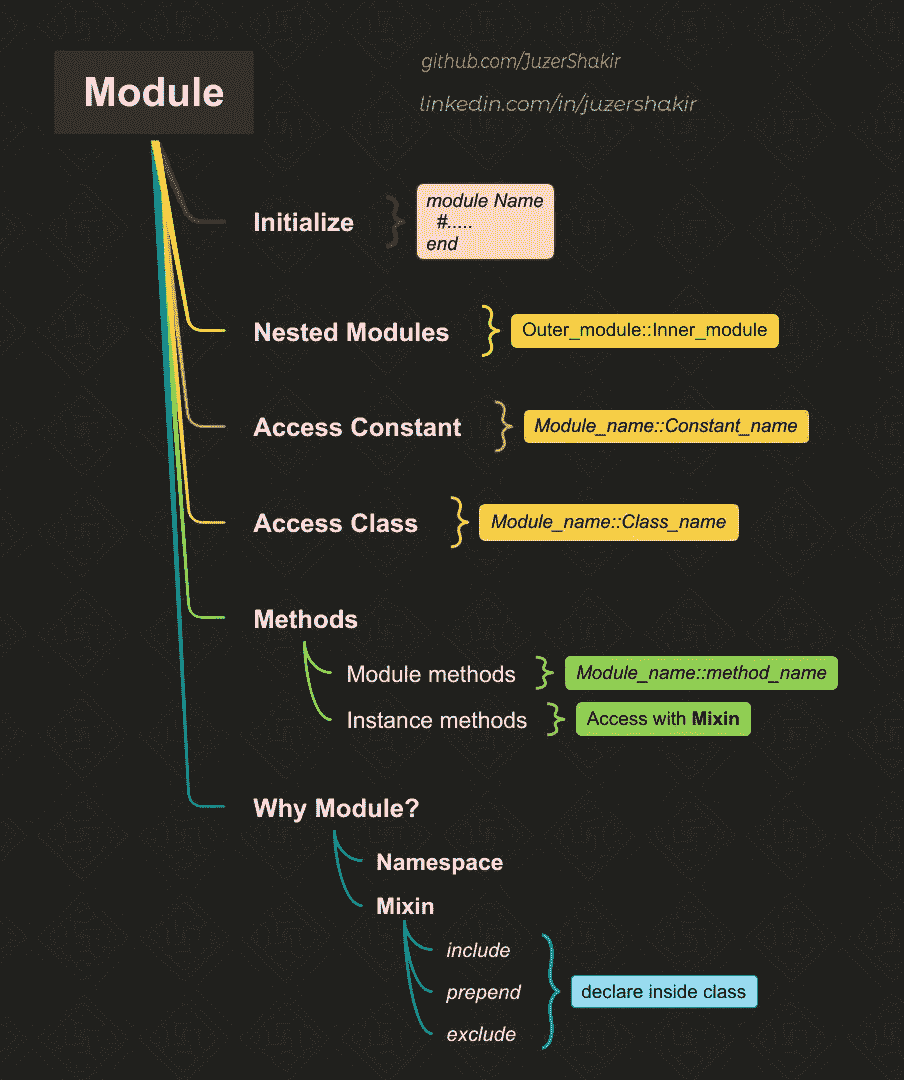 Module
github.com/JuzerShakir
linkedin.com/in/juzershakir
Initialize
module Name
#.....
end
Nested Modules
Outer_module::Inner_module
Access Constant
Module_name::Constant_name
Access Class
Module_name::Class_name
Methods
Module methods
Module_name::method_name
Instance methods
Access with Mixin
Why Module?
Namespace
Mixin
include
prepend
exclude
declare inside class